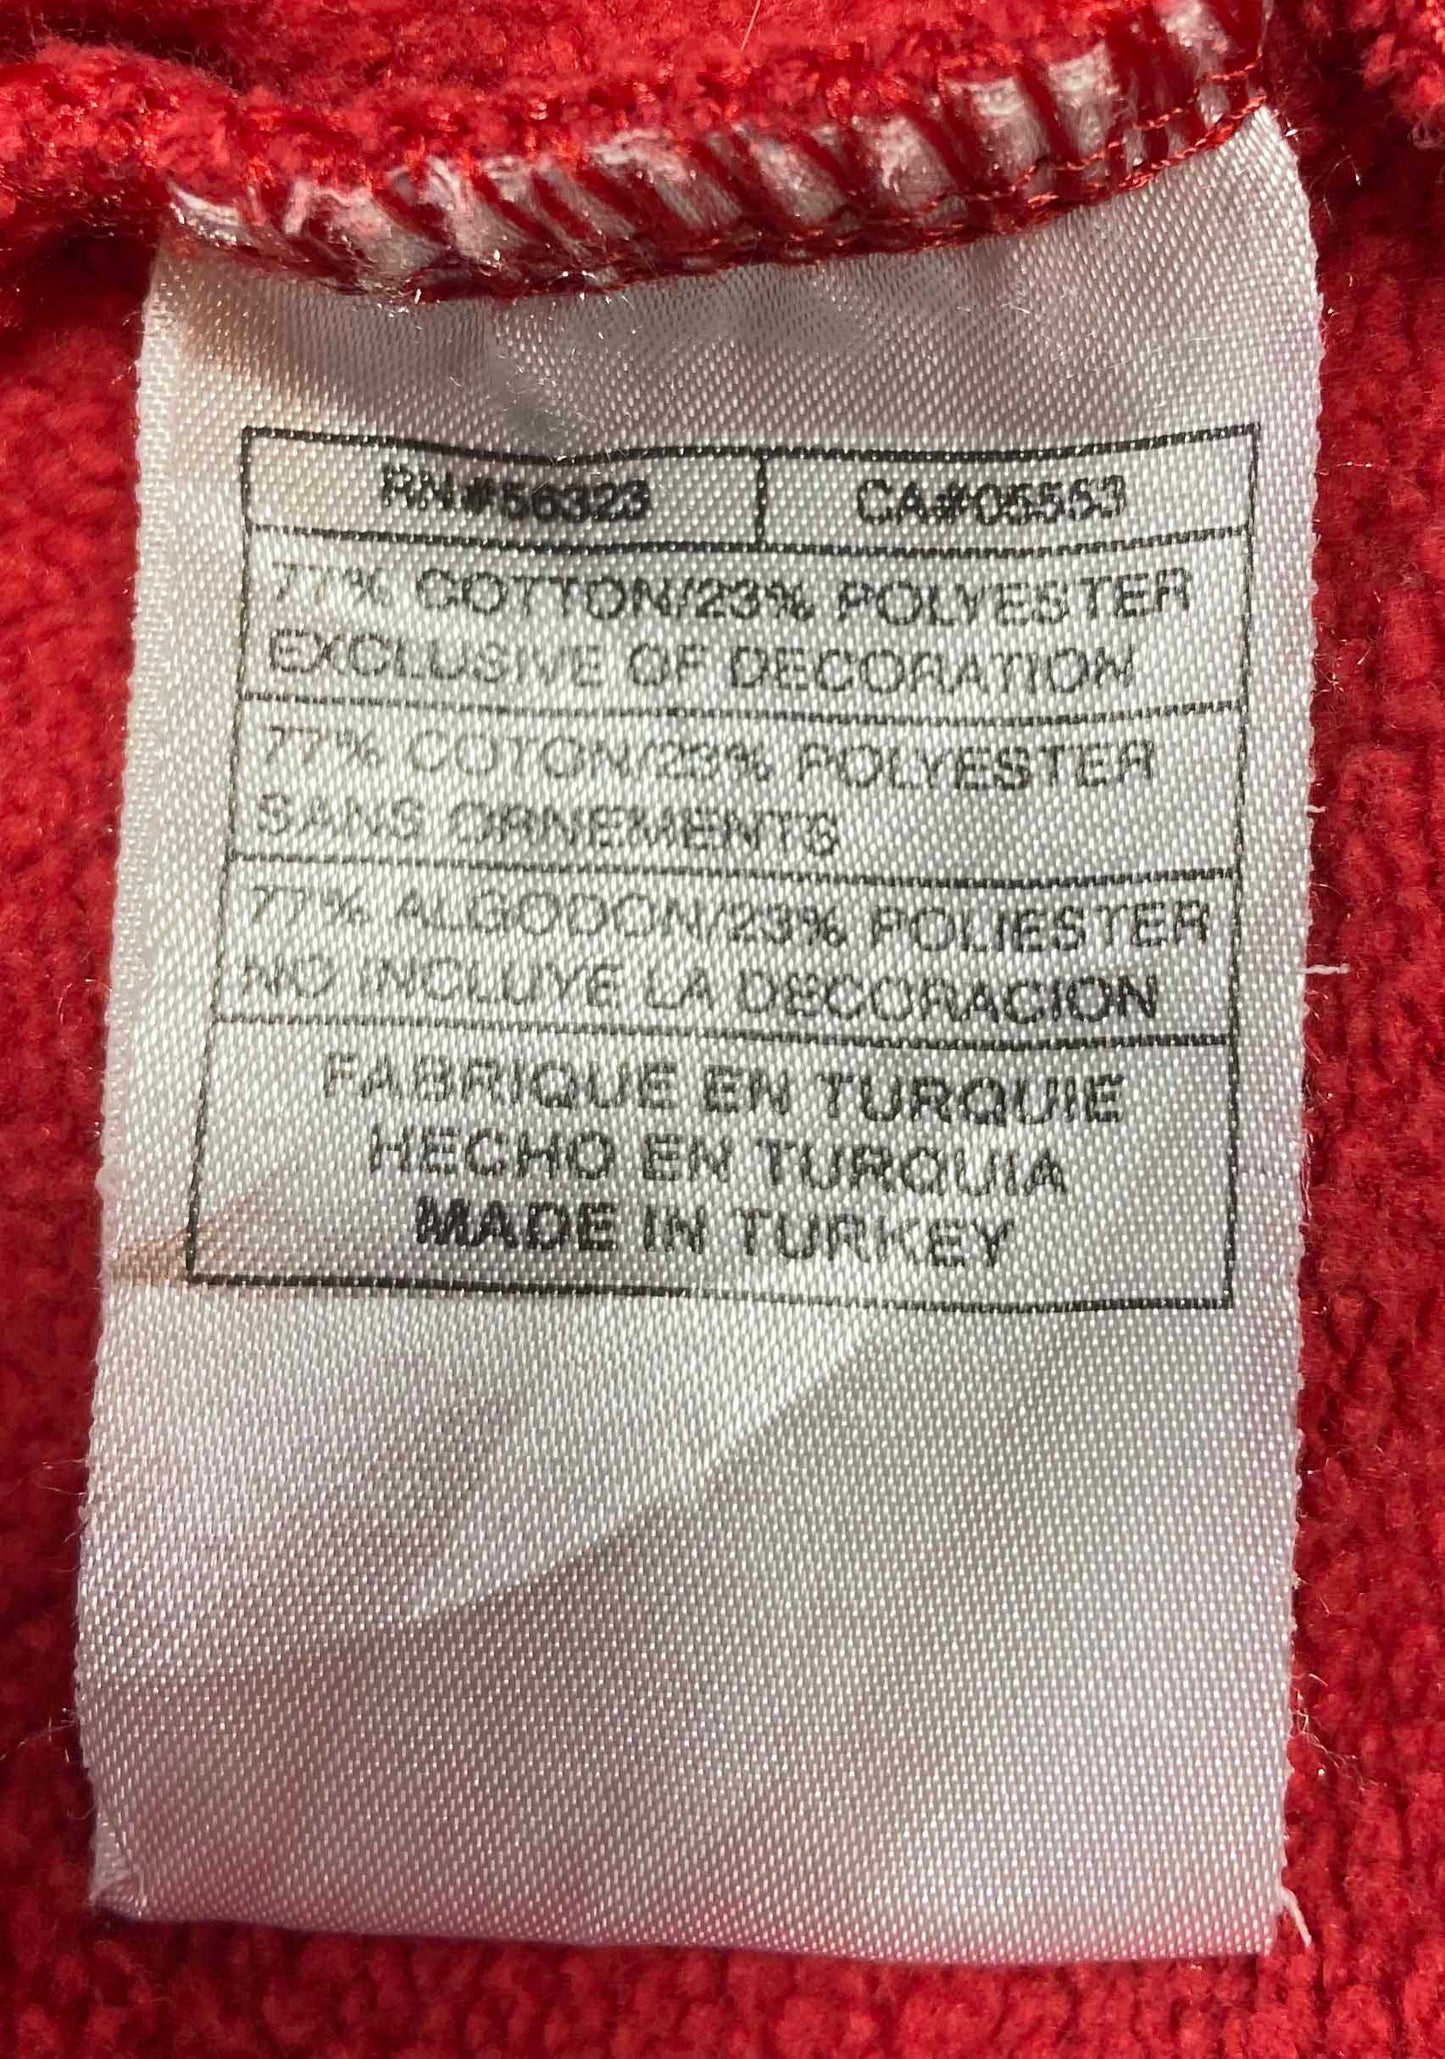 RN#56323 CA#05553
77% COTTON/23% POLYESTER
EXCLUSIVE OF DECORATION
77% COTON/23% POLYESTER
SANS ORNEMENTS
77% ALGODON/23% POLIESTER
NO INCLUYE LA DECORACION
FABRIQUE EN TURQUIE
HECHO EN TURQUIA
MADE IN TURKEY